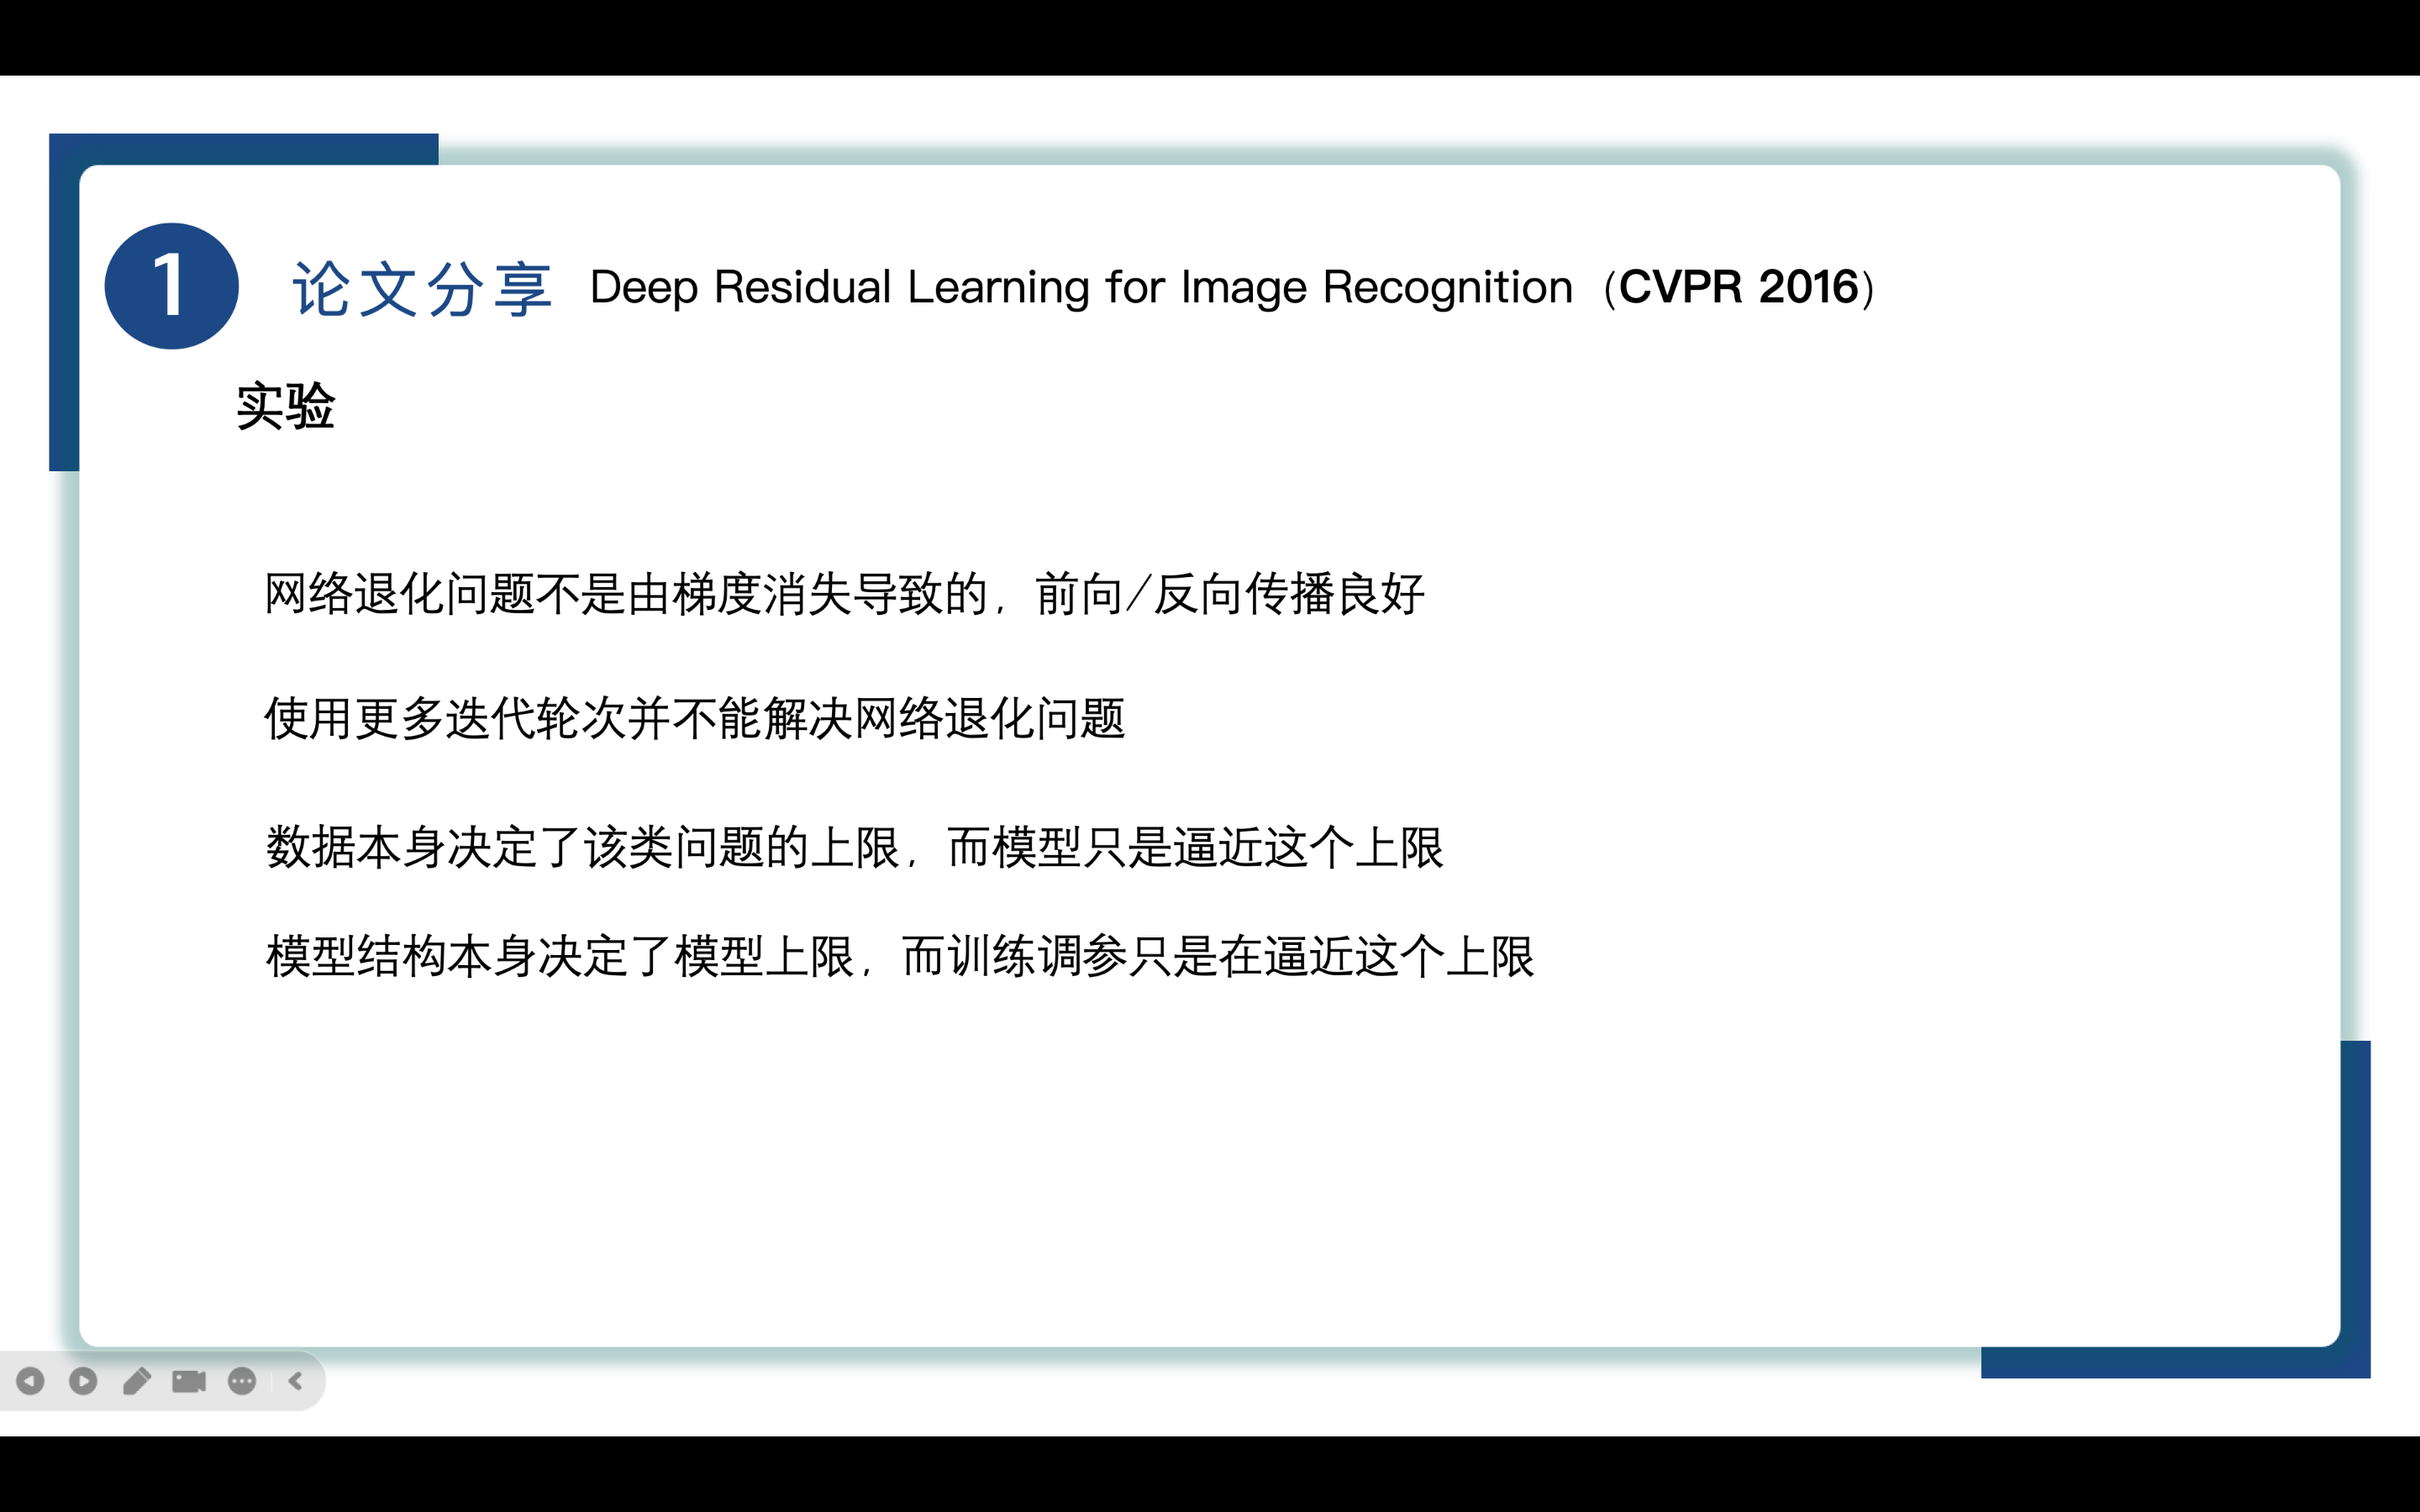 1
论文分享 Deep Residual Learning for Image Recognition（CVPR 2016）
实验
网络退化问题不是由梯度消失导致的，前向/反向传播良好
使用更多迭代轮次并不能解决网络退化问题
数据本身决定了该类问题的上限，而模型只是逼近这个上限
模型结构本身决定了模型上限，而训练调参只是在逼近这个上限